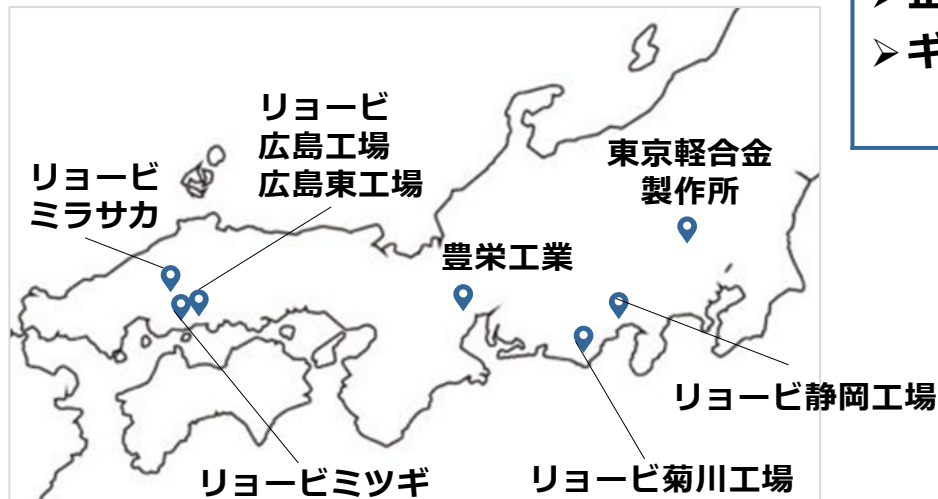 リョービ
広島工場
広島東工場
リョービ
ミラサカ
東京軽合金
製作所
豊栄工業
リョービ静岡工場
リョービミツギ
リョービ菊川工場
➢ギ